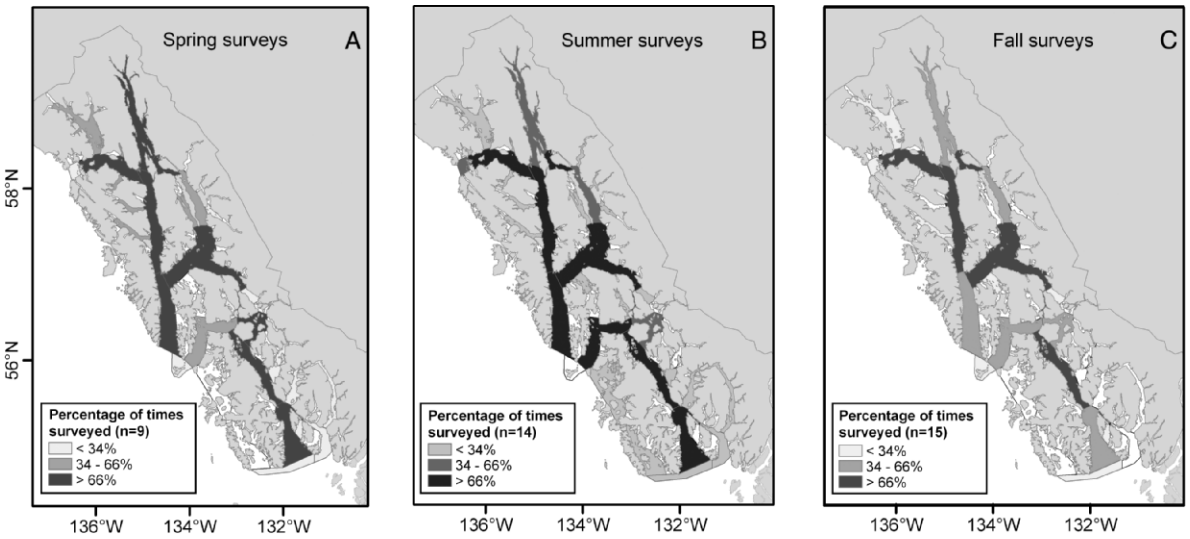 Spring surveys A
58°N
56°N
Percentage of times
surveyed (n=9)
< 34%
34 - 66%
> 66%
136°W 134°W 132°W
Summer surveys B
Percentage of times
surveyed (n=14)
< 34%
34 - 66%
> 66%
136°W 134°W 132°W
Fall surveys C
Percentage of times
surveyed (n=15)
< 34%
34 - 66%
> 66%
136°W 134°W 132°W